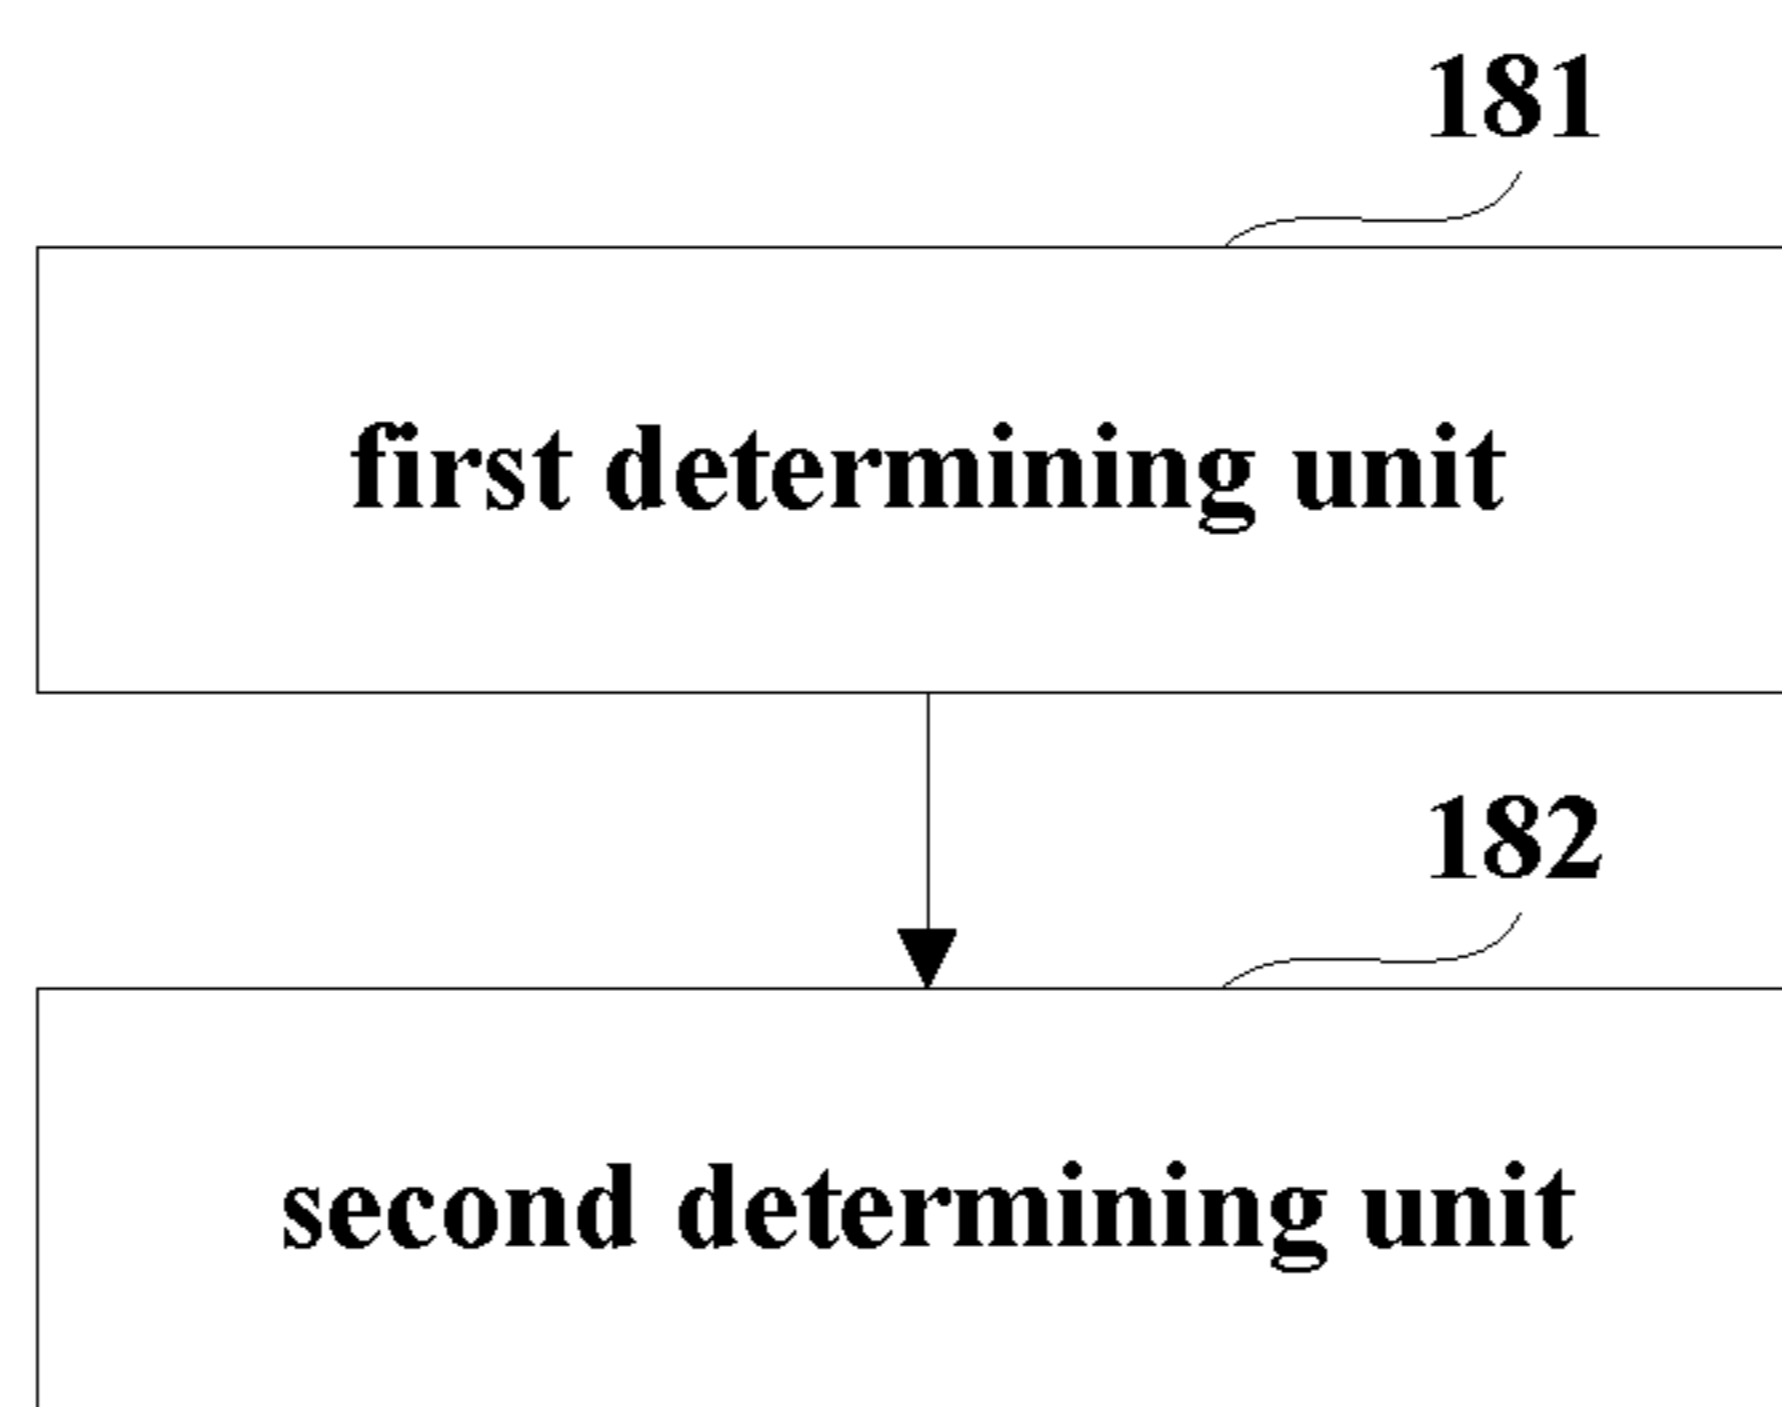 181
first determining unit
182
second determining unit